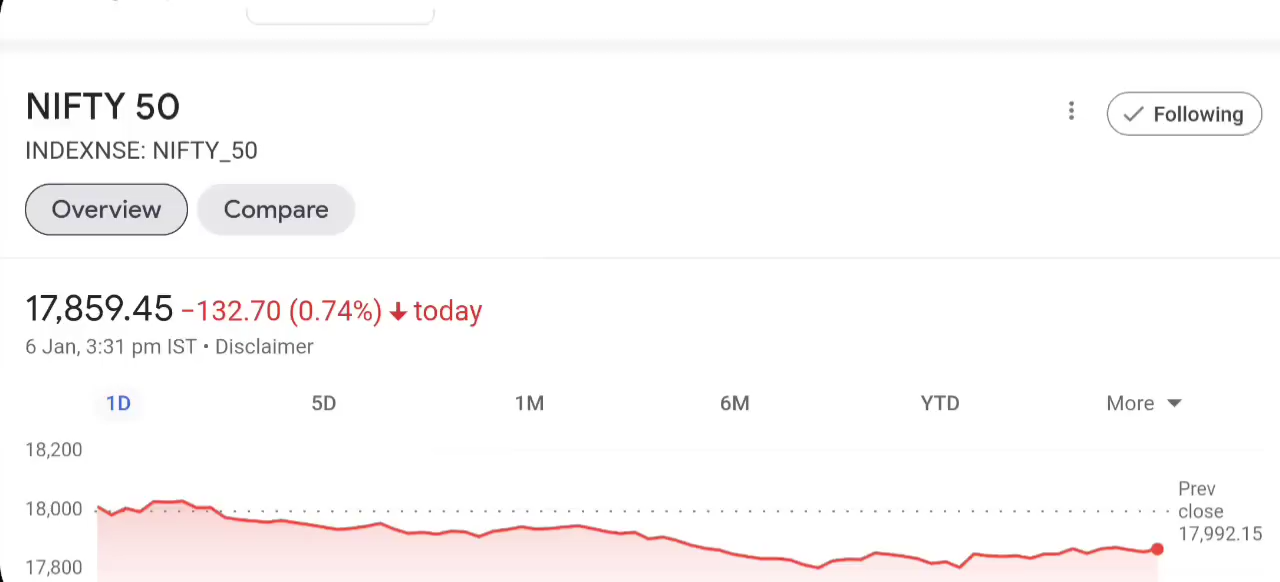 NIFTY 50
Following
INDEXNSE: NIFTY_50
Overview
Compare
17,859.45 −132.70 (0.74%) ↓ today
6 Jan, 3:31 pm IST • Disclaimer
1D 5D 1M 6M YTD More
18,200
18,000
17,800
Prev
close
17,992.15